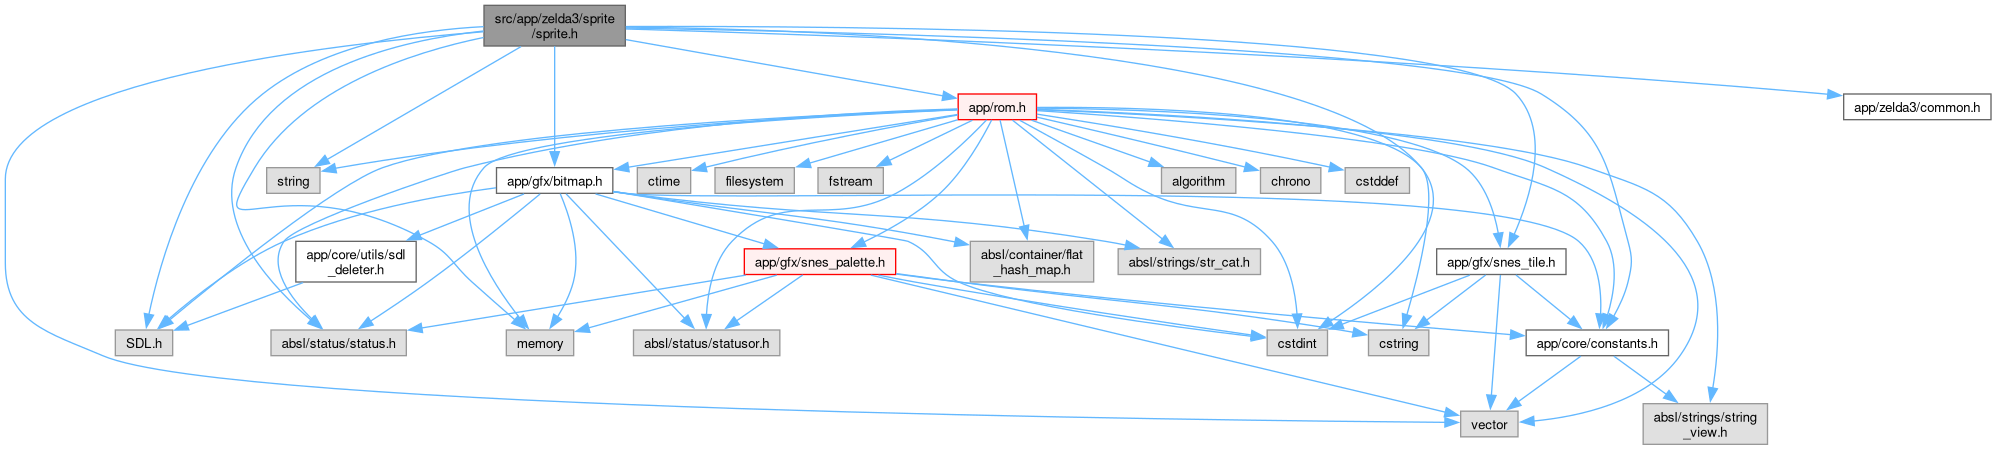 src/app/zelda3/sprite
/sprite.h
app/rom.h
app/zelda3/common.h
string
app/gfx/bitmap.h
ctime
filesystem
fstream
algorithm
chrono
cstddef
app/core/utils/sdl
_deleter.h
app/gfx/snes_palette.h
absl/container/flat
_hash_map.h
absl/strings/str_cat.h
app/gfx/snes_tile.h
SDL.h
absl/status/status.h
memory
absl/status/statusor.h
cstdint
cstring
app/core/constants.h
vector
absl/strings/string
_view.h